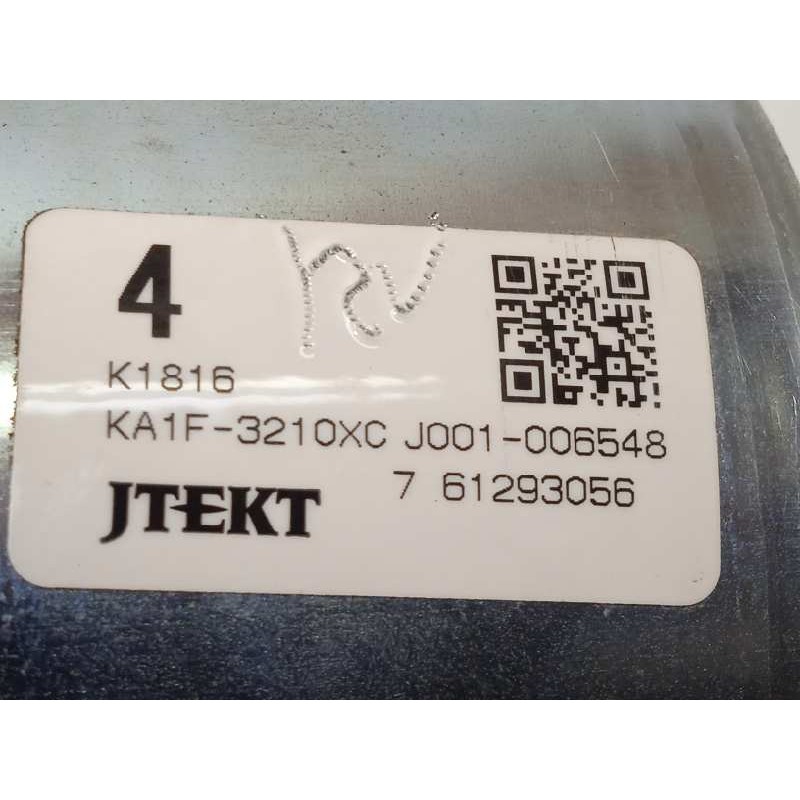 4
K1816
KA1F-3210XC J001-006548
7 61293056
JTEKT